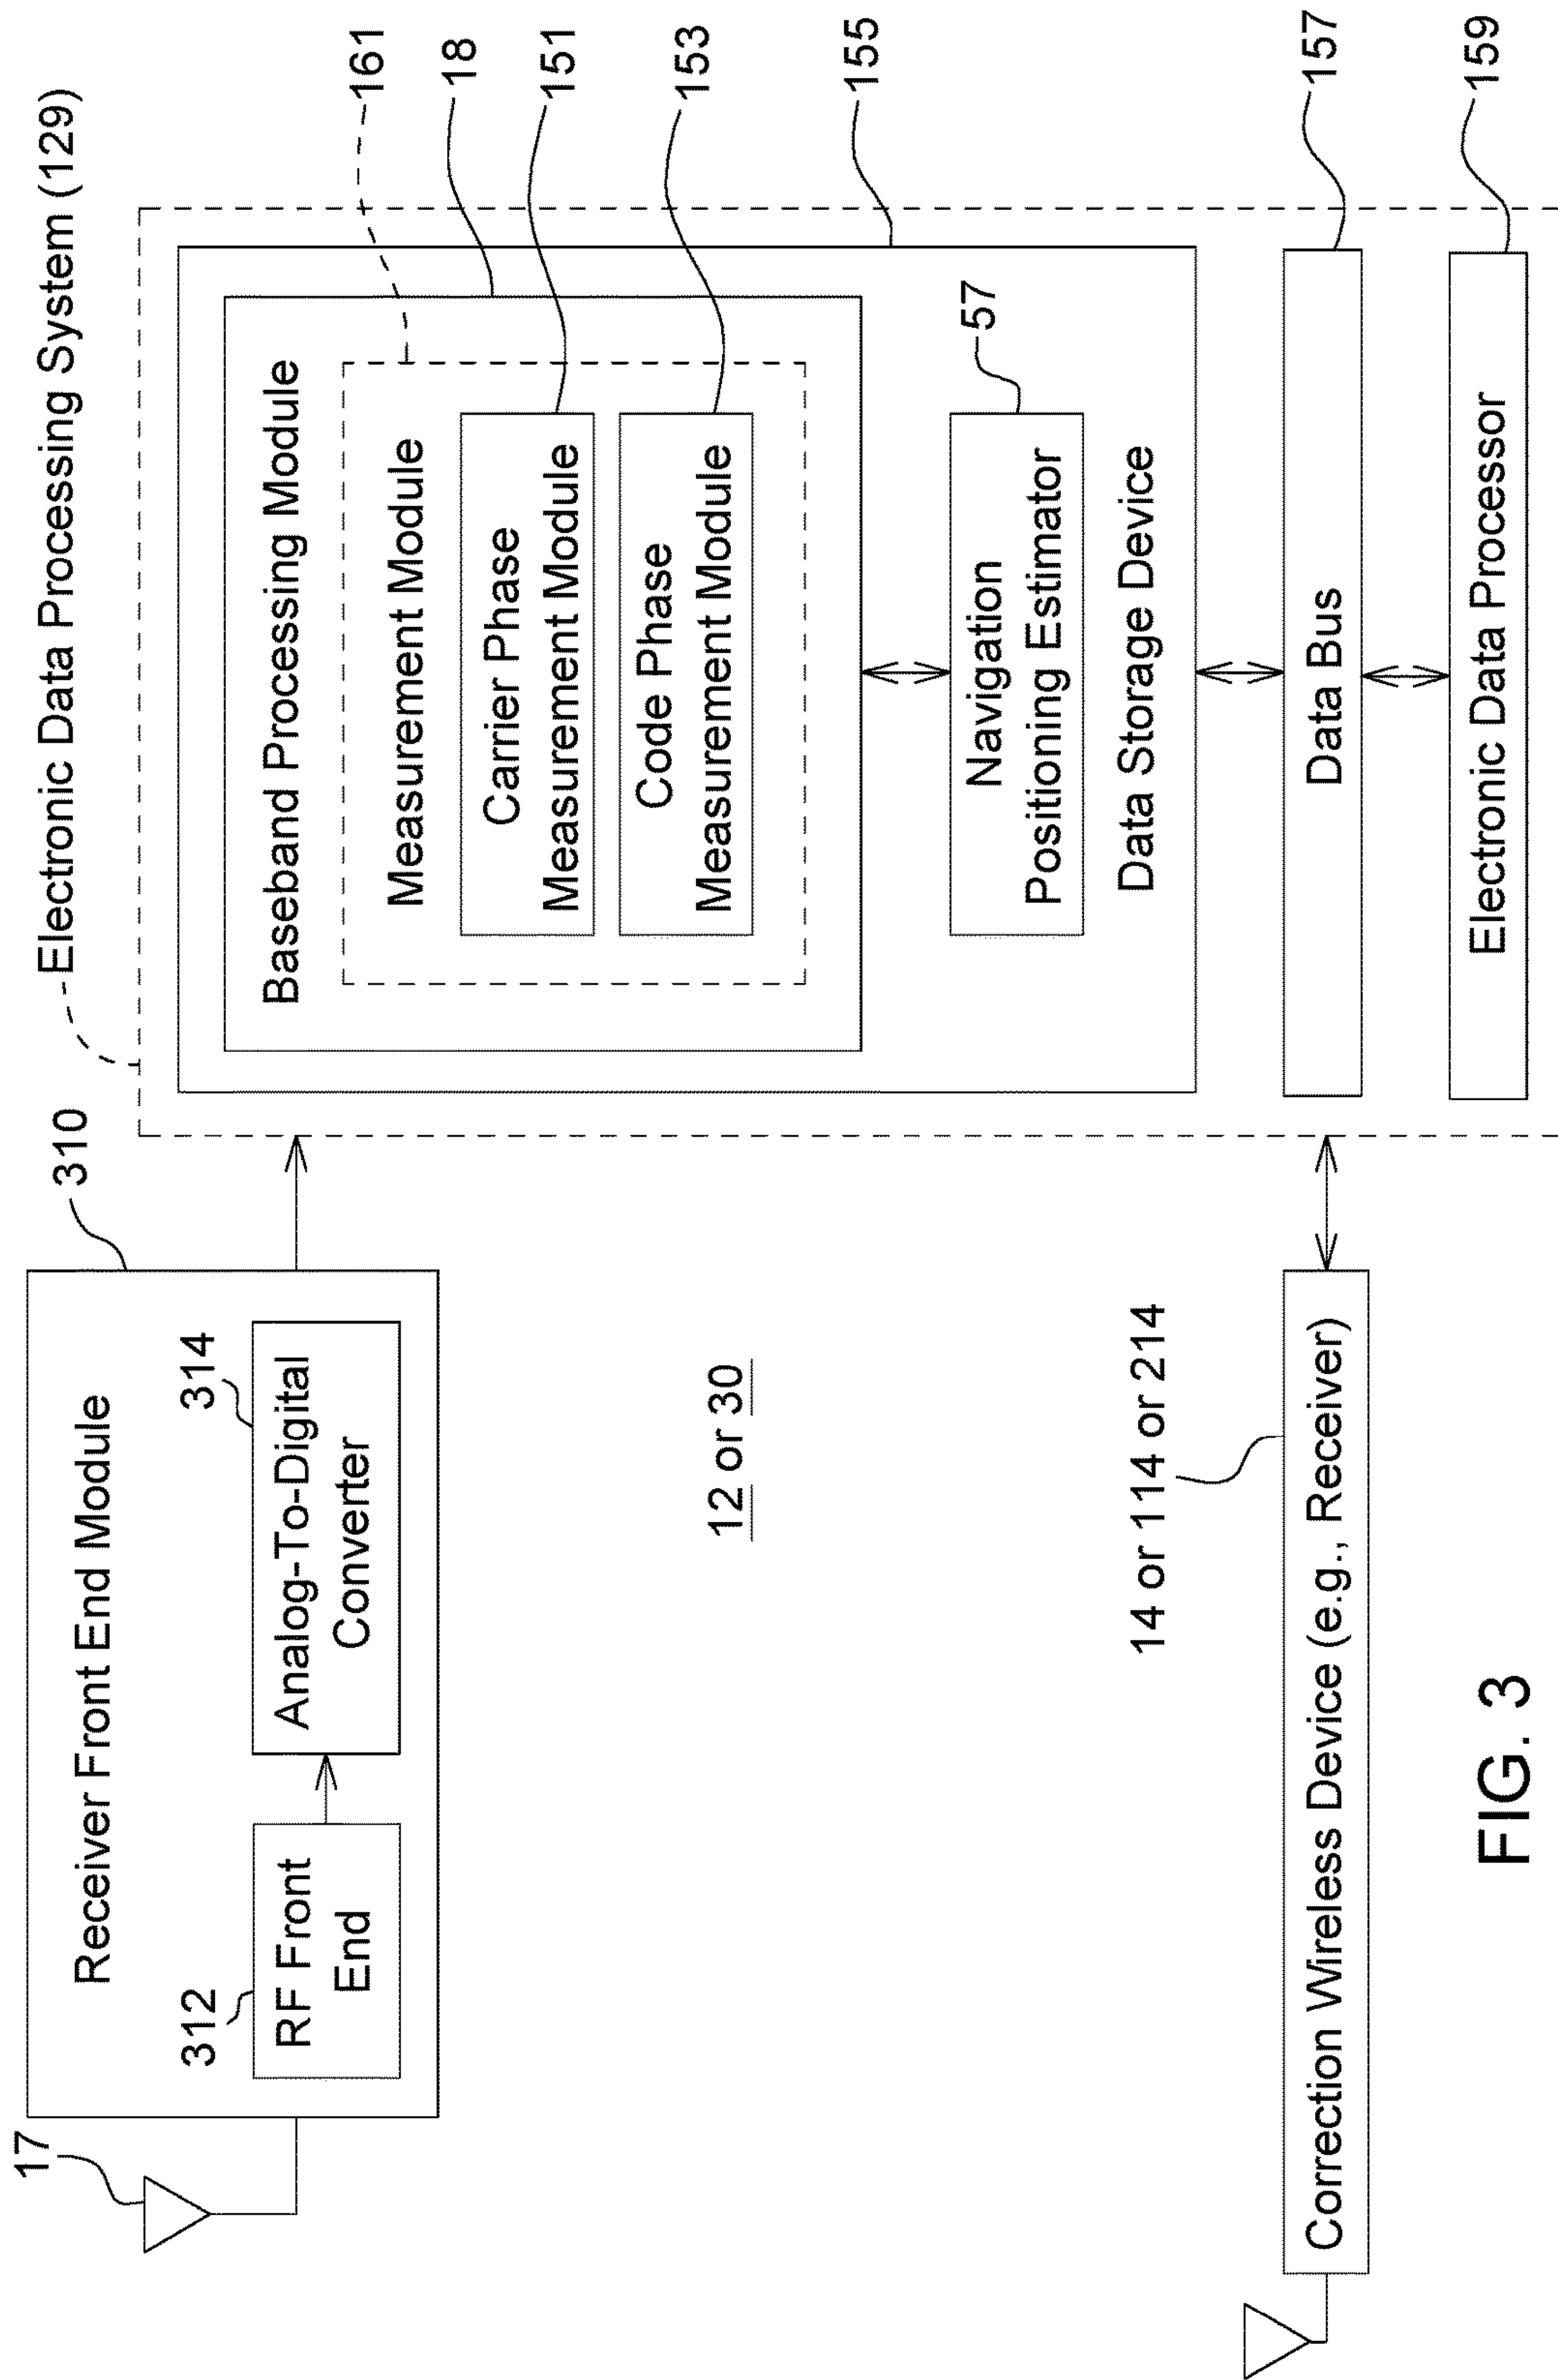 17
310
Receiver Front End Module
312
RF Front
End
314
Analog-To-Digital
Converter
Electronic Data Processing System (129)
Baseband Processing Module
Measurement Module
Carrier Phase
Measurement Module
Code Phase
Measurement Module
Navigation
Positioning Estimator
Data Storage Device
Data Bus
Electronic Data Processor
161
18
151
153
57
155
157
159
12 or 30
14 or 114 or 214
Correction Wireless Device (e.g., Receiver)
FIG. 3